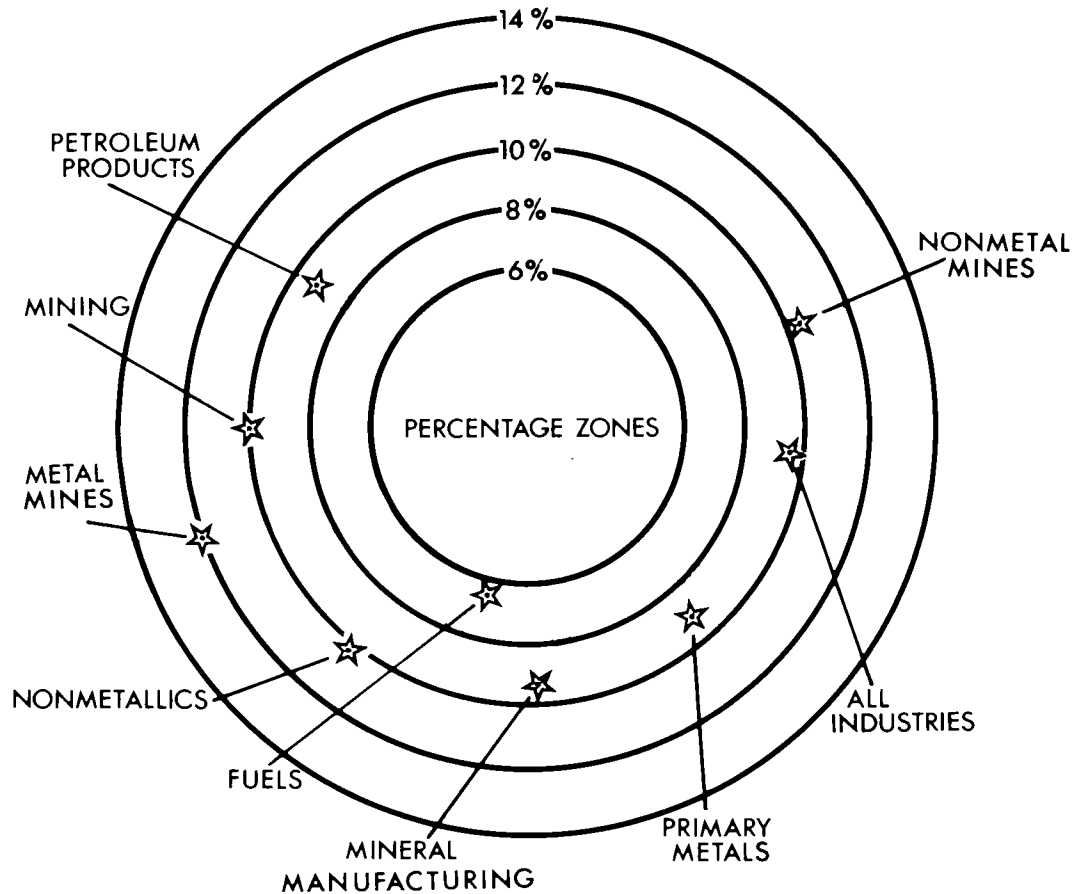 14%
12%
10%
8%
6%
PERCENTAGE ZONES
PETROLEUM
PRODUCTS
MINING
METAL
MINES
NONMETALLICS
FUELS
MINERAL
MANUFACTURING
PRIMARY
METALS
ALL
INDUSTRIES
NONMETAL
MINES